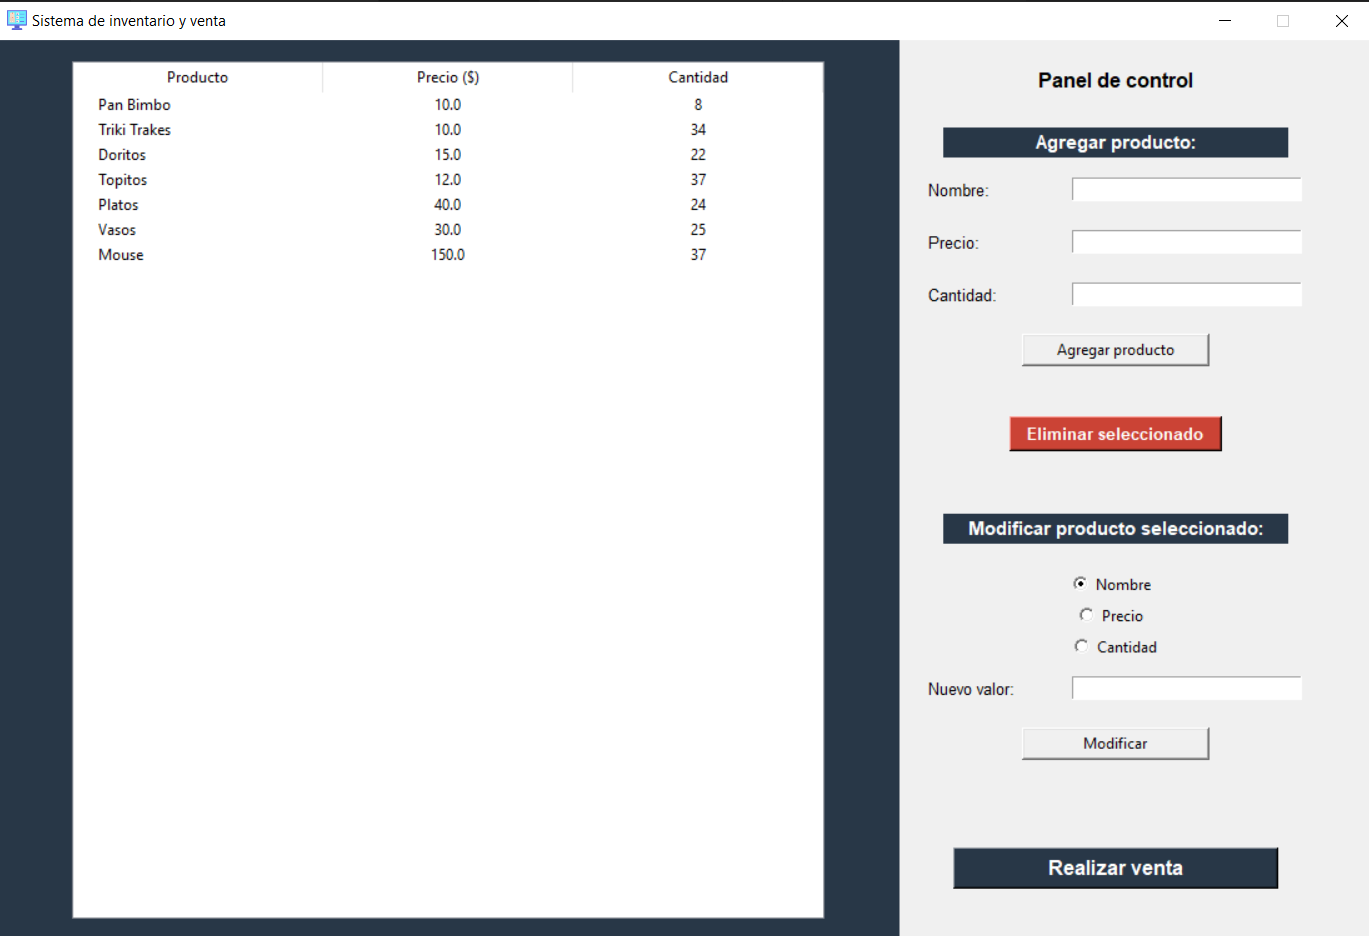 Sistema de inventario y venta
Producto Precio ($) Cantidad
Pan Bimbo 10.0 8
Triki Trakes 10.0 34
Doritos 15.0 22
Topitos 12.0 37
Platos 40.0 24
Vasos 30.0 25
Mouse 150.0 37
Panel de control
Agregar producto:
Nombre:
Precio:
Cantidad:
Agregar producto
Eliminar seleccionado
Modificar producto seleccionado:
Nombre
Precio
Cantidad
Nuevo valor:
Modificar
Realizar venta